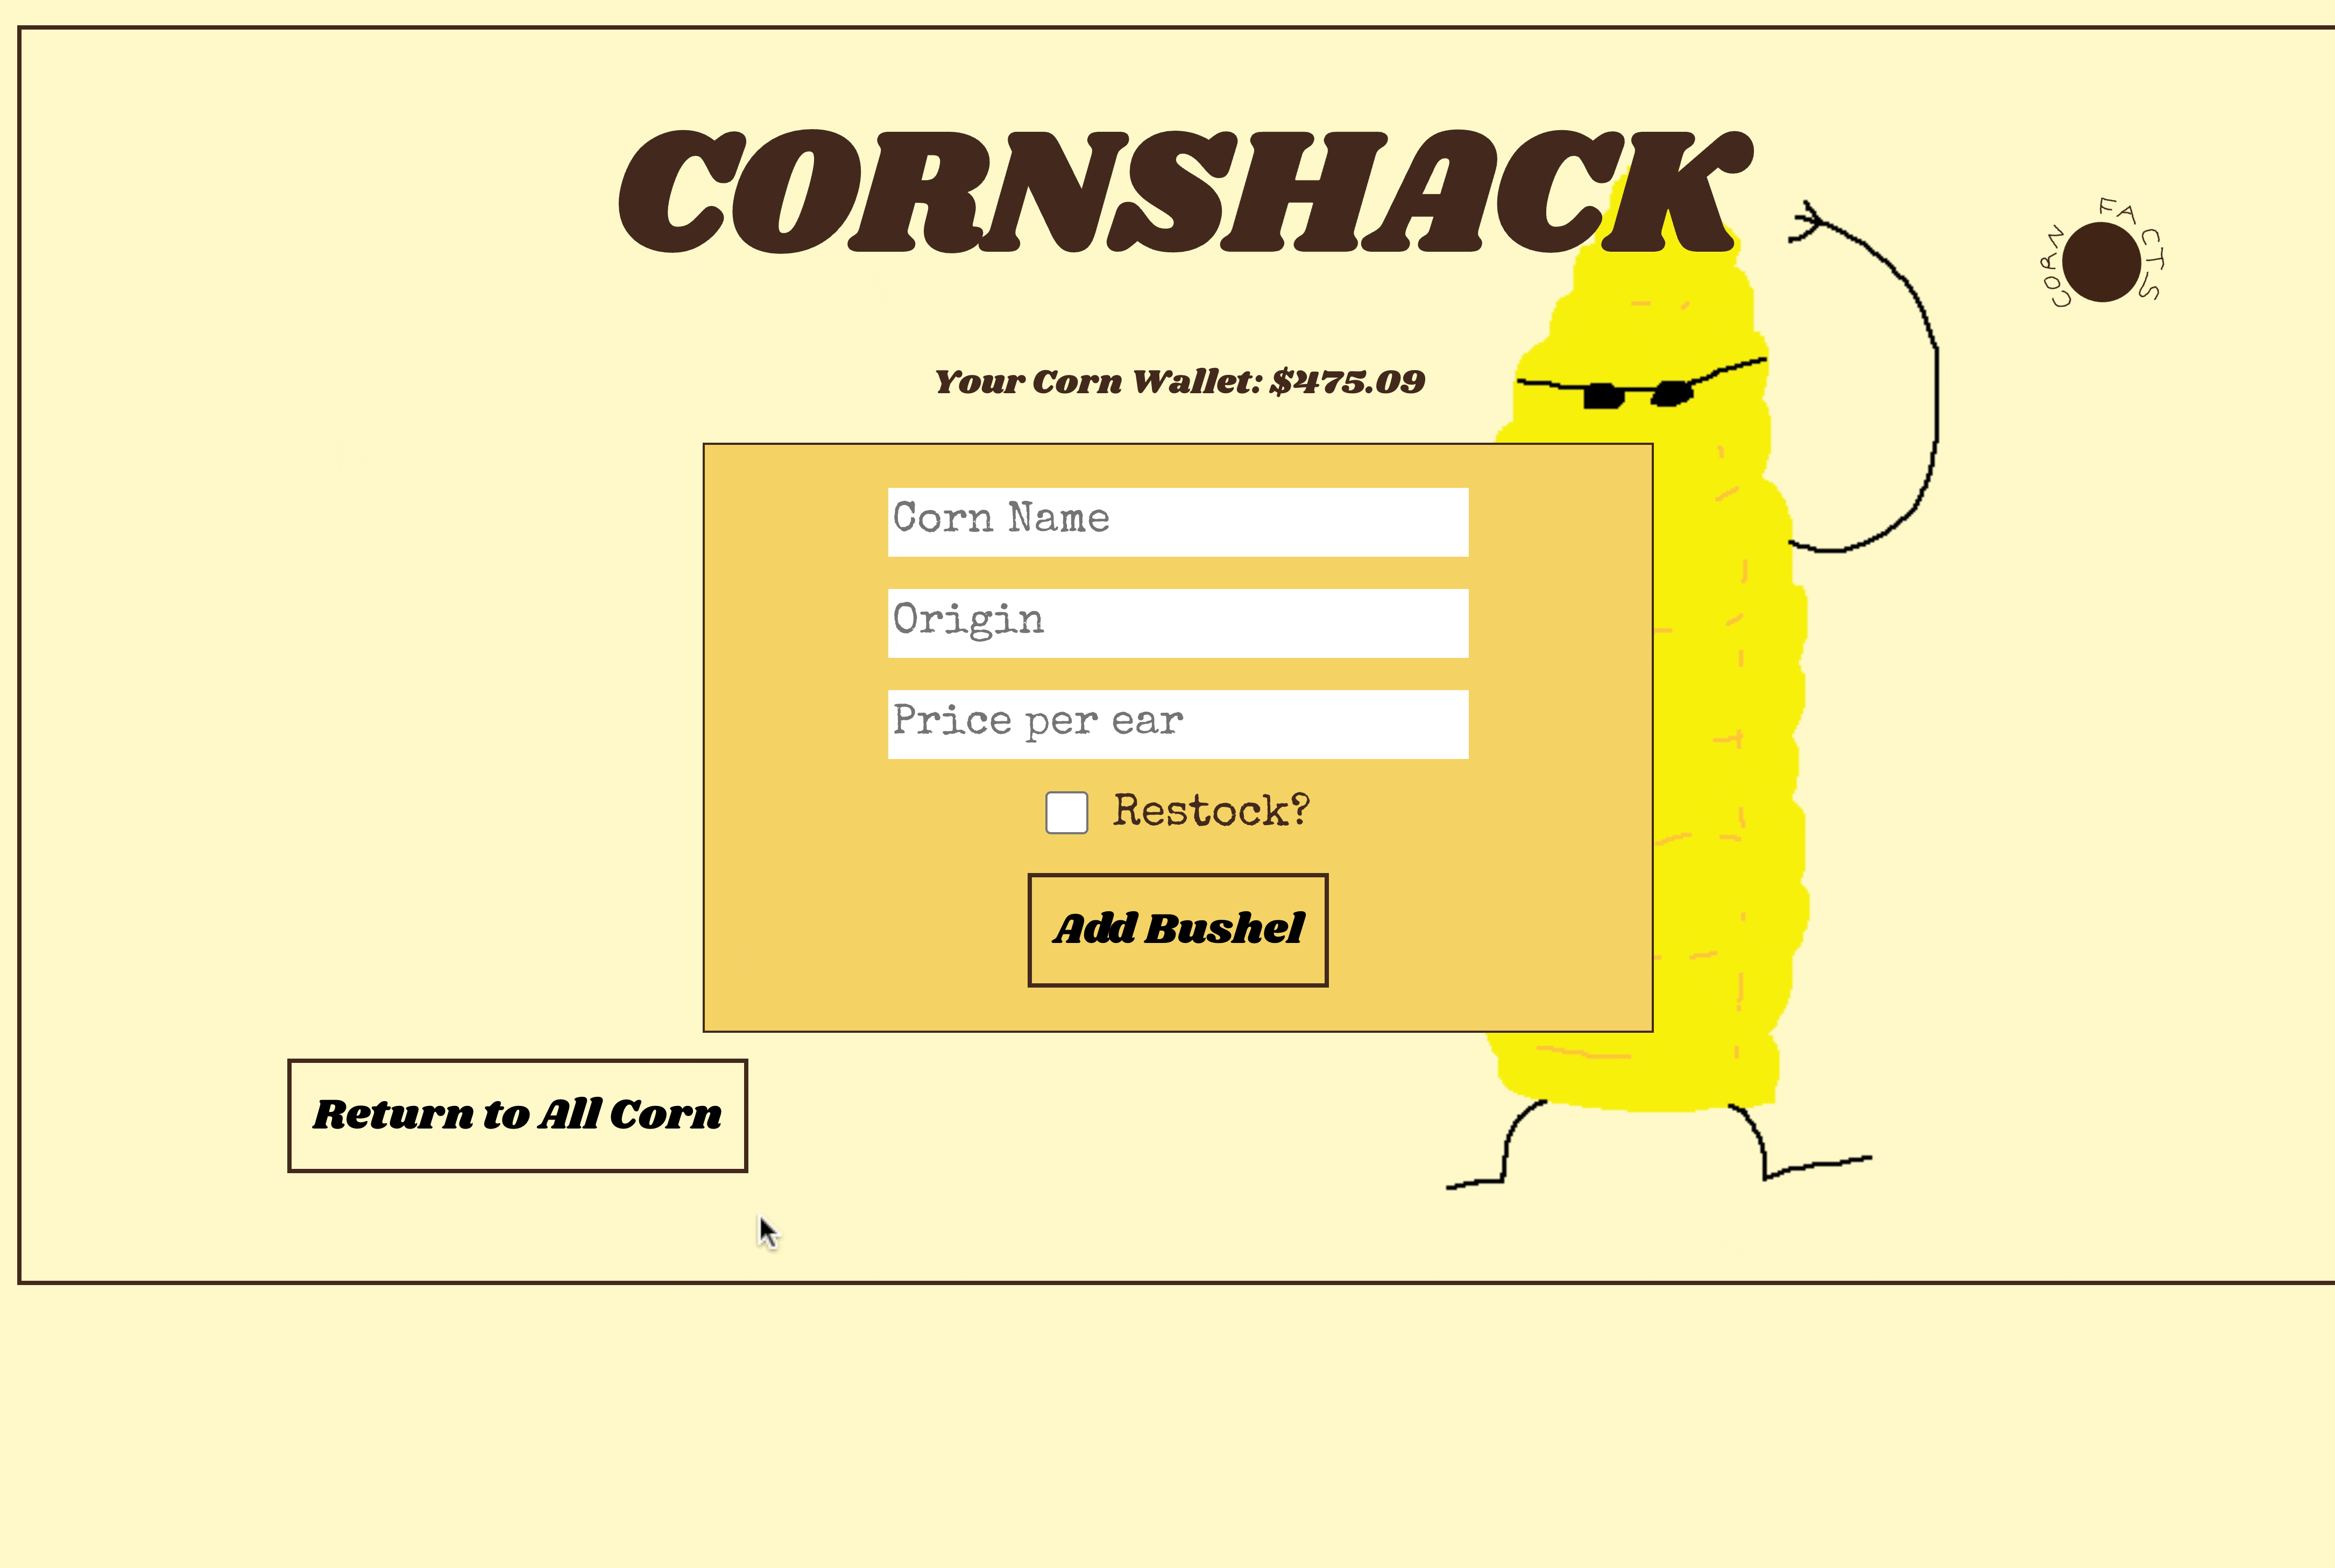 CORNSHACK
CORN FACTS
Your Corn Wallet: $475.09
Corn Name
Origin
Price per ear
Restock?
Add Bushel
Return to All Corn